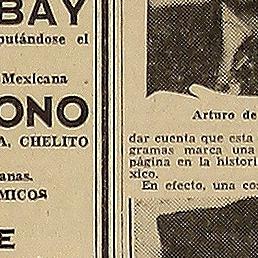 BAY
putándose el
Mexicana
ONO
A, CHELITO
anas.
MICOS
E
Arturo de
dar cuenta que esta
gramas marca una
página en la histori
xico.
En efecto, una cos